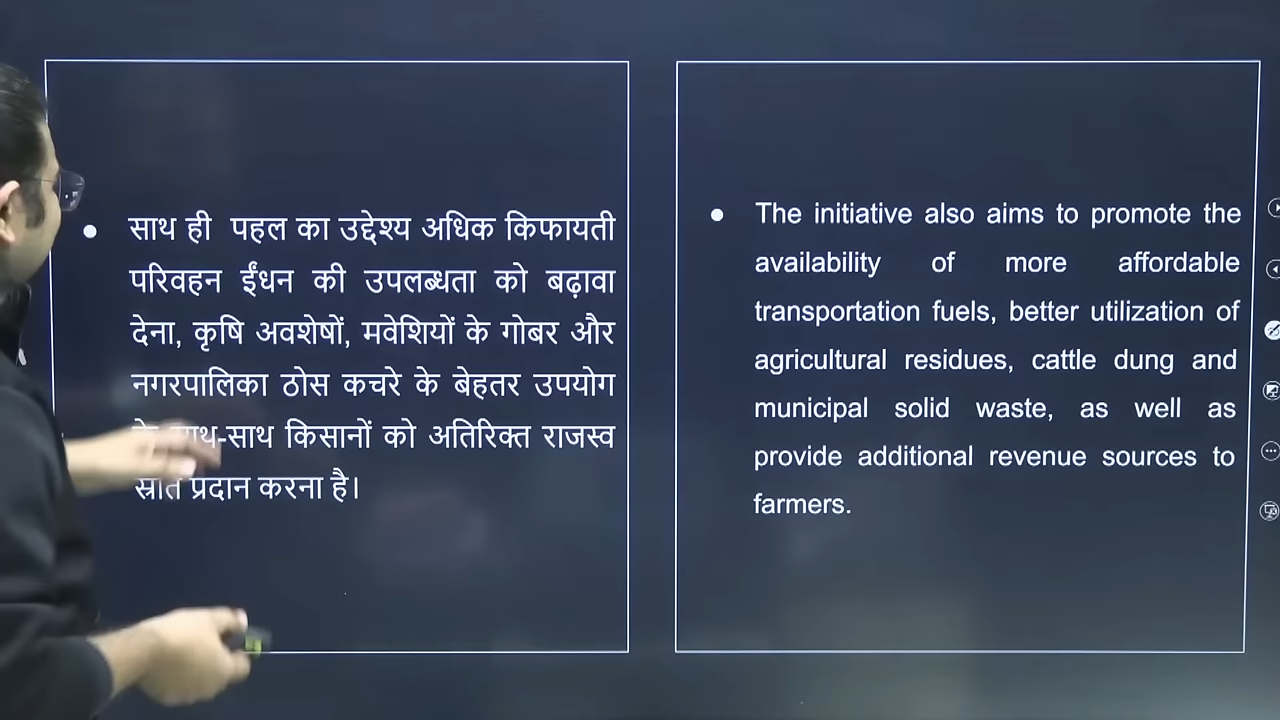 साथ ही पहल का उद्देश्य अधिक किफायती
परिवहन ईंधन की उपलब्धता को बढ़ावा
देना, कृषि अवशेषों, मवेशियों के गोबर और
नगरपालिका ठोस कचरे के बेहतर उपयोग
के साथ-साथ किसानों को अतिरिक्त राजस्व
स्रोत प्रदान करना है।
The initiative also aims to promote the
availability of more affordable
transportation fuels, better utilization of
agricultural residues, cattle dung and
municipal solid waste, as well as
provide additional revenue sources to
farmers.